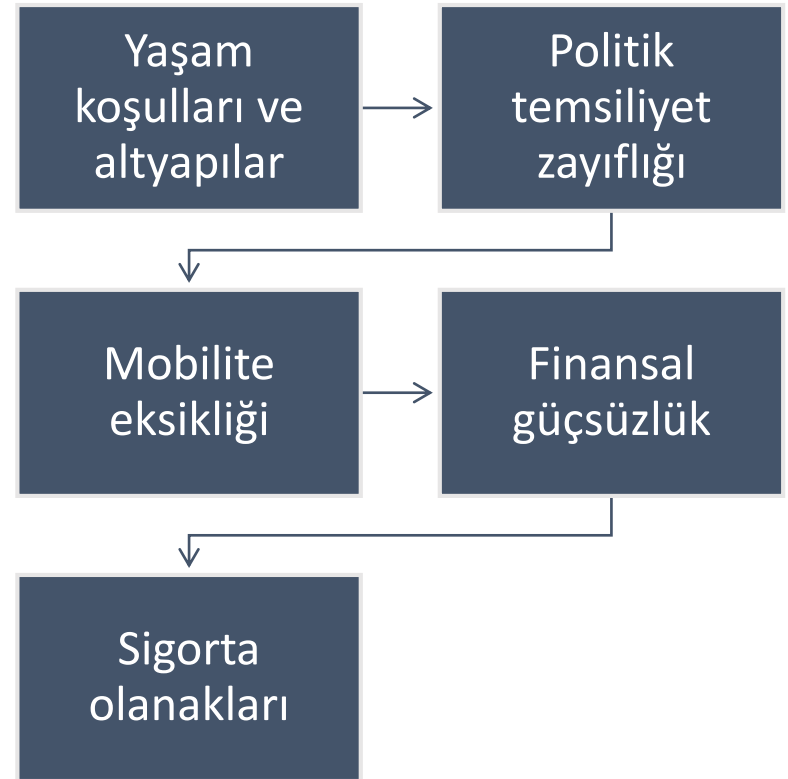 Yaşam
koşulları ve
altyapılar
Politik
temsiliyet
zayıflığı
Mobilite
eksikliği
Finansal
güçsüzlük
Sigorta
olanakları